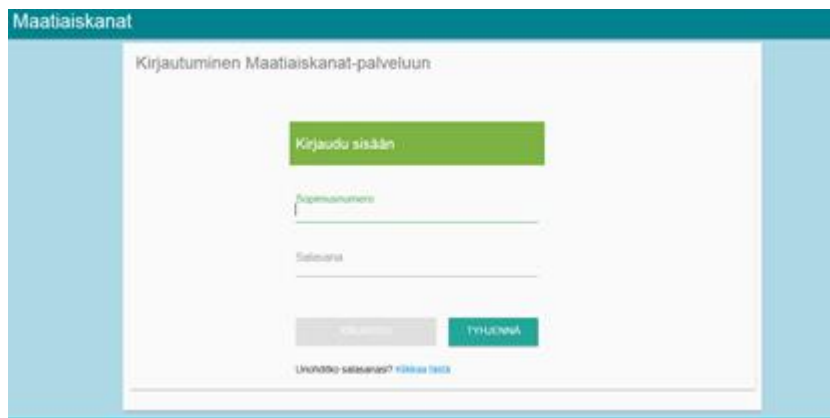 Maatiaiskanat
Kirjautuminen Maatiaiskanat-palveluun
Kirjaudu sisään
Sopimusnumero
Salasana
TYHJENNÄ
Unohditko salasanasi? Klikkaa tästä